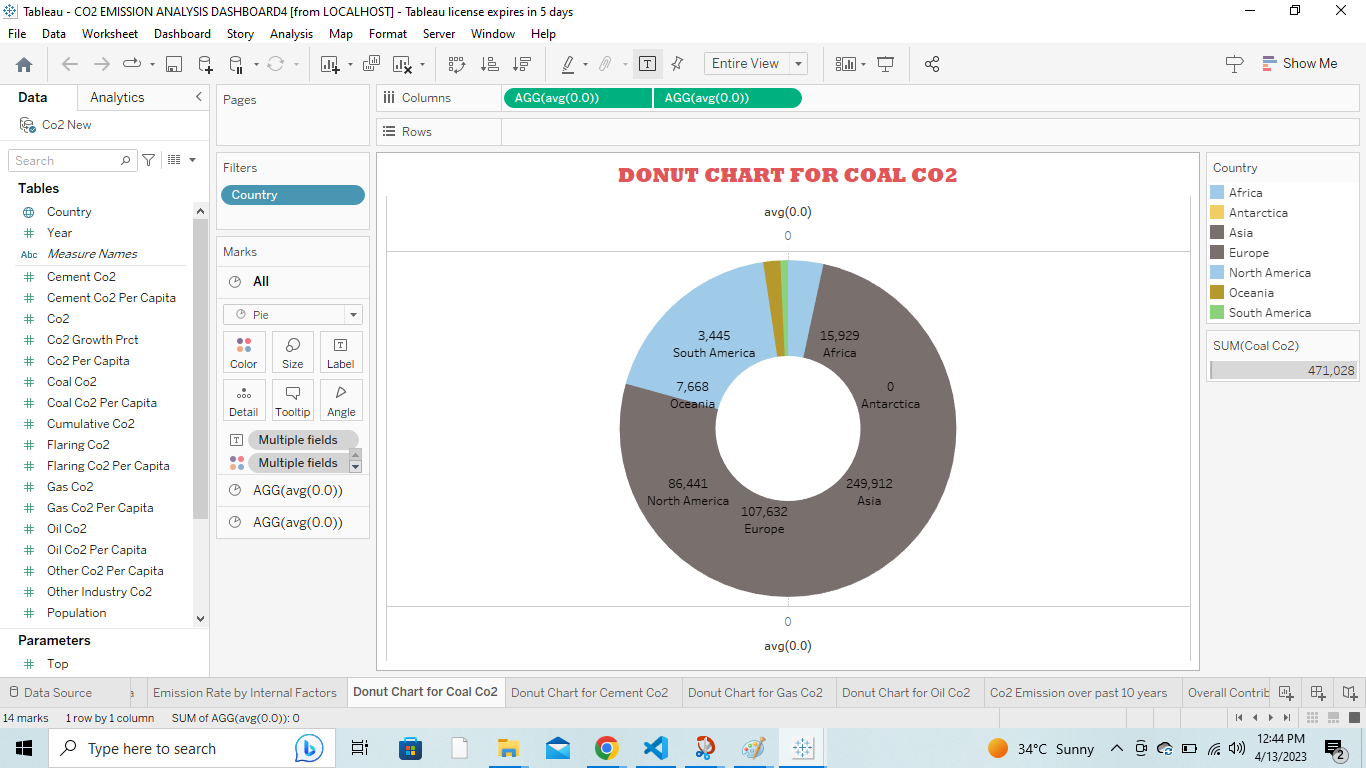 Tableau - CO2 EMISSION ANALYSIS DASHBOARD4 [from LOCALHOST] - Tableau license expires in 5 days
File Data Worksheet Dashboard Story Analysis Map Format Server Window Help
Entire View
Show Me
Data Analytics
Co2 New
Search
Tables
Country
Year
Abc Measure Names
Cement Co2
Cement Co2 Per Capita
Co2
Co2 Growth Prct
Co2 Per Capita
Coal Co2
Coal Co2 Per Capita
Cumulative Co2
Flaring Co2
Flaring Co2 Per Capita
Gas Co2
Gas Co2 Per Capita
Oil Co2
Oil Co2 Per Capita
Other Co2 Per Capita
Other Industry Co2
Population
Parameters
Top
Pages
Filters
Country
Marks
All
Pie
Color Size Label
Detail Tooltip Angle
Multiple fields
Multiple fields
AGG(avg(0.0))
AGG(avg(0.0))
Columns AGG(avg(0.0)) AGG(avg(0.0))
Rows
DONUT CHART FOR COAL CO2
avg(0.0)
0
3,445
South America
15,929
Africa
7,668
Oceania
0
Antarctica
86,441
North America
249,912
Asia
107,632
Europe
0
avg(0.0)
Country
Africa
Antarctica
Asia
Europe
North America
Oceania
South America
SUM(Coal Co2)
471,028
Data Source a Emission Rate by Internal Factors Donut Chart for Coal Co2 Donut Chart for Cement Co2 Donut Chart for Gas Co2 Donut Chart for Oil Co2 Co2 Emission over past 10 years Overall Contrib
14 marks 1 row by 1 column SUM of AGG(avg(0.0)): 0
Type here to search
34°C Sunny
12:44 PM
4/13/2023
2